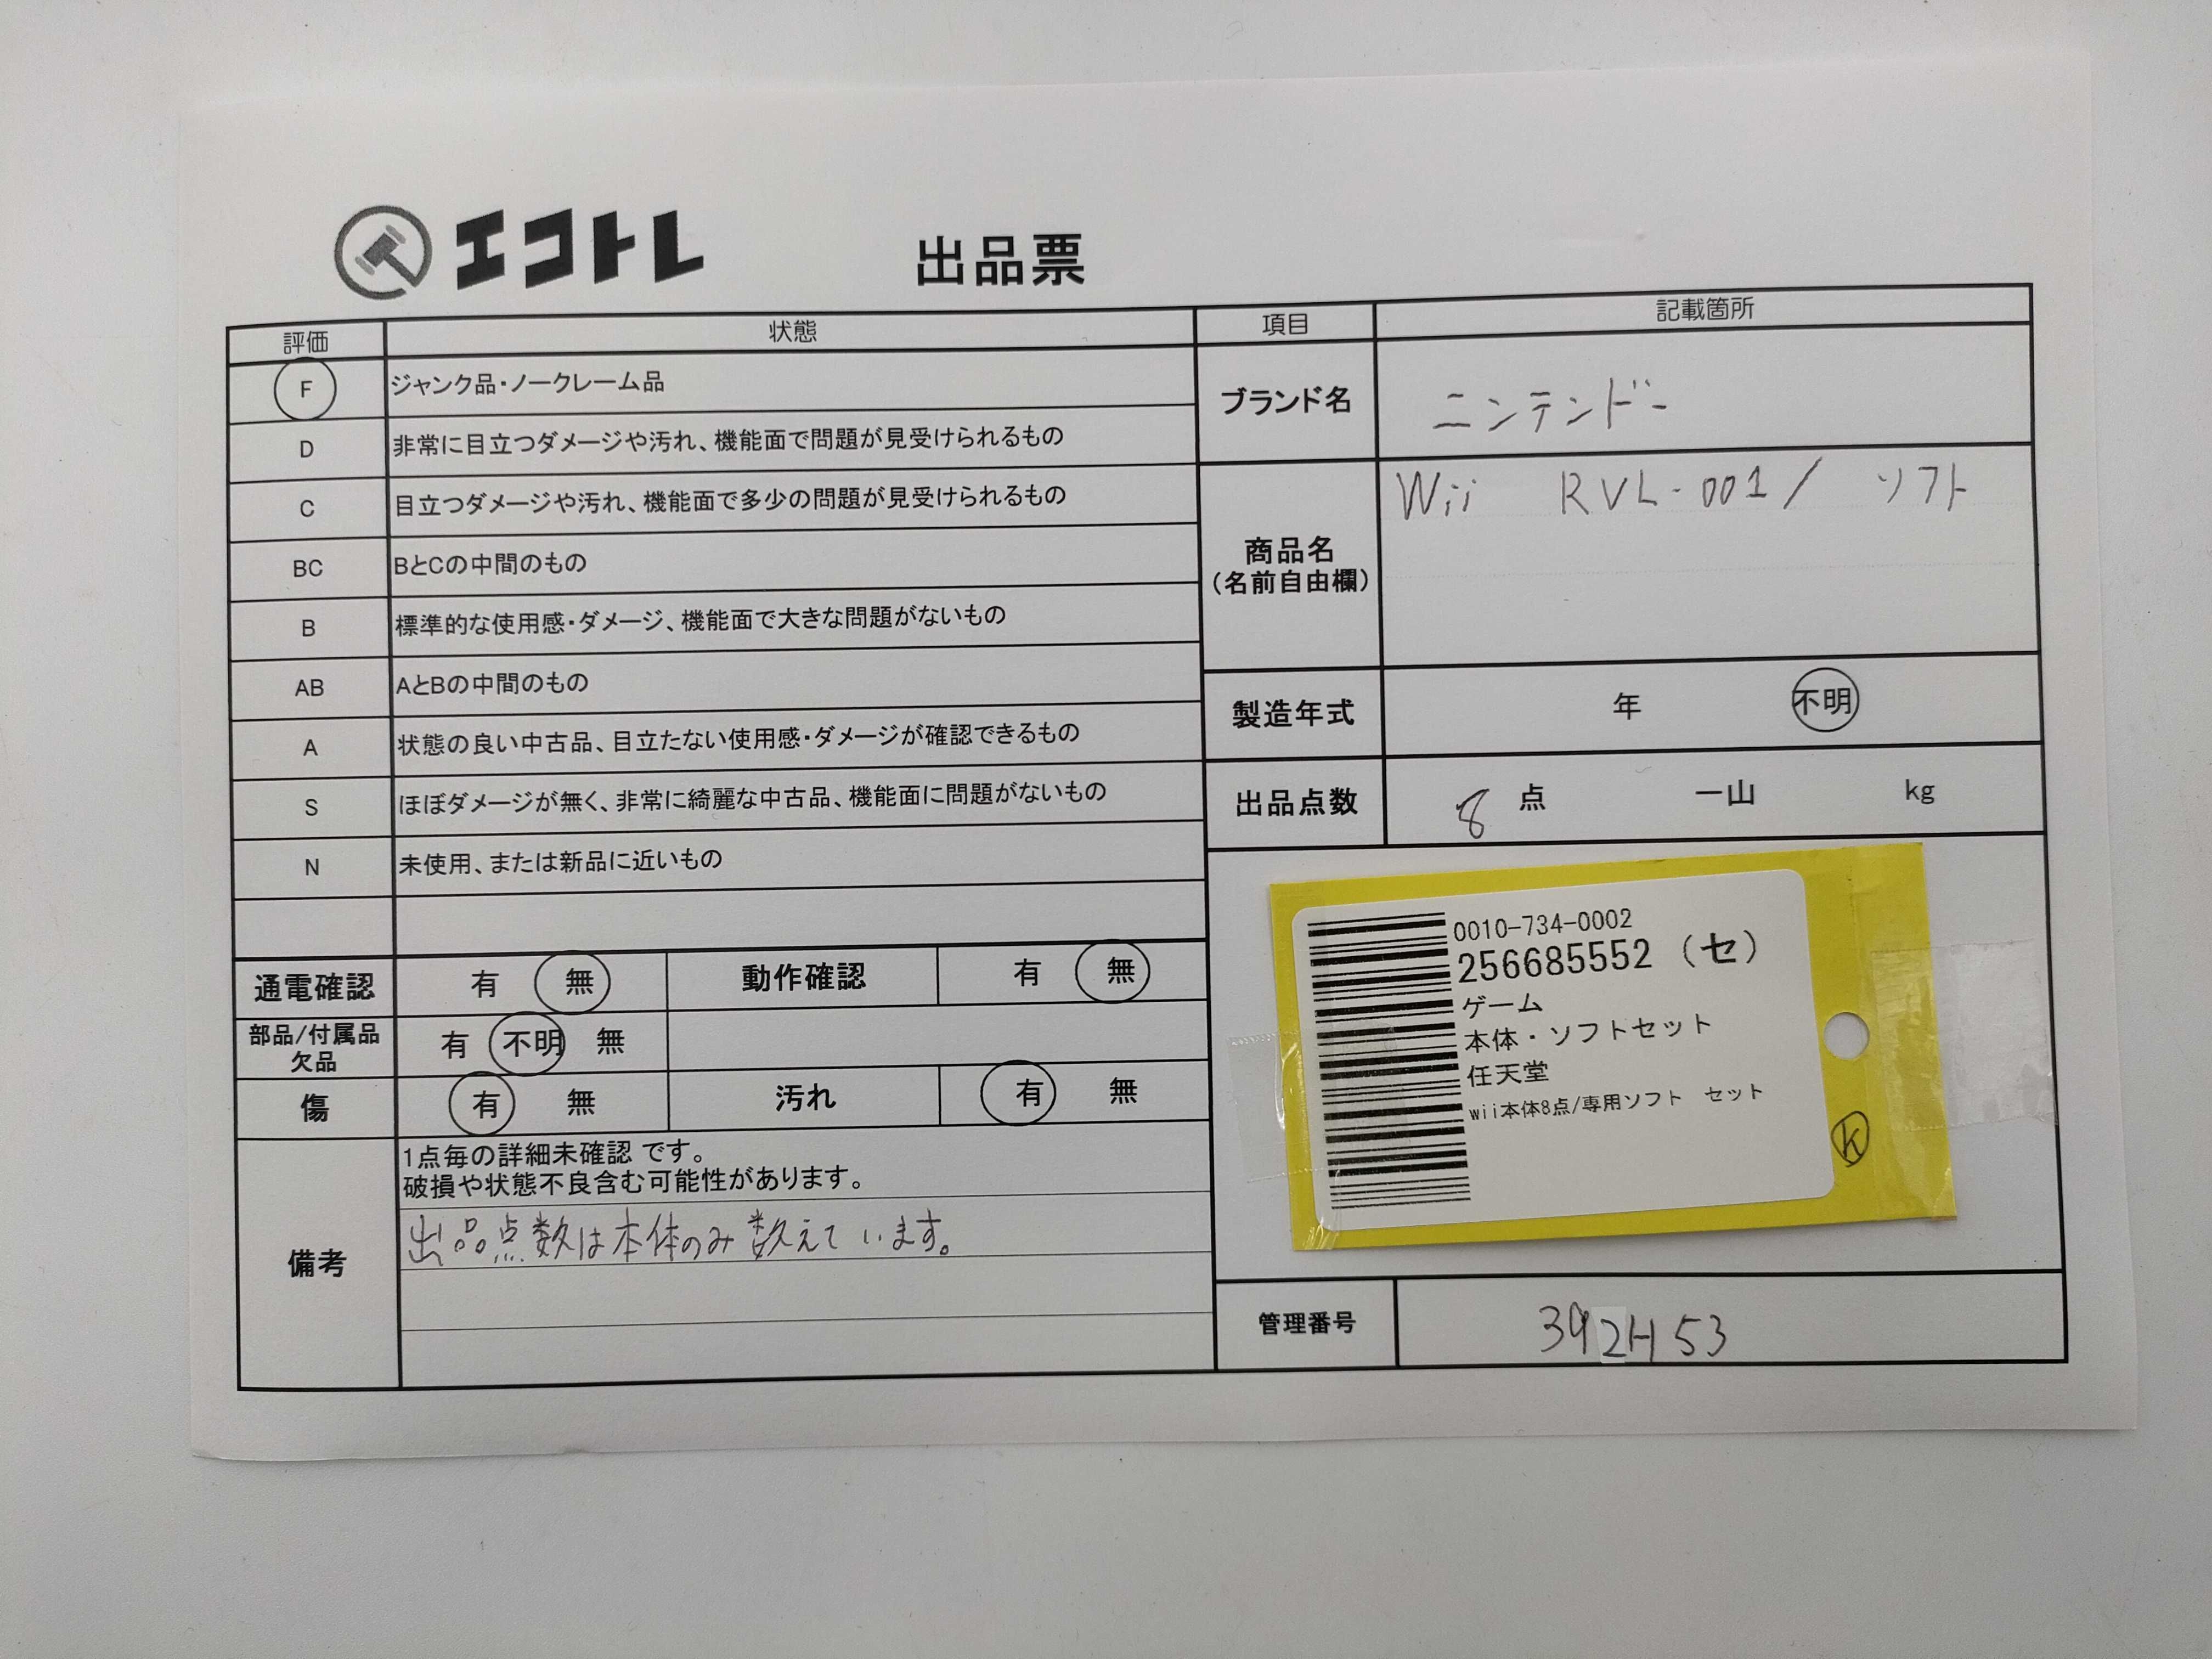 エコトレ
出品票
評価 状態
F ジャンク品・ノークレーム品
D 非常に目立つダメージや汚れ、機能面で問題が見受けられるもの
C 目立つダメージや汚れ、機能面で多少の問題が見受けられるもの
BC BとCの中間のもの
B 標準的な使用感・ダメージ、機能面で大きな問題がないもの
AB AとBの中間のもの
A 状態の良い中古品、目立たない使用感・ダメージが確認できるもの
S ほぼダメージが無く、非常に綺麗な中古品、機能面に問題がないもの
N 未使用、または新品に近いもの
通電確認 有 無 動作確認 有 無
部品/付属品
欠品 有 不明 無
傷 有 無 汚れ 有 無
備考
1点毎の詳細未確認 です。
破損や状態不良含む可能性があります。
出品点数は本体のみ数えています。
項目 記載箇所
ブランド名 ニンテンドー
商品名
(名前自由欄)
Wii RVL-001/ ソフト
製造年式 年 不明
出品点数 8 点 一山 kg
0010-734-0002
256685552 (セ)
ゲーム
本体・ソフトセット
任天堂
wii本体8点/専用ソフト セット
K
管理番号 392H53